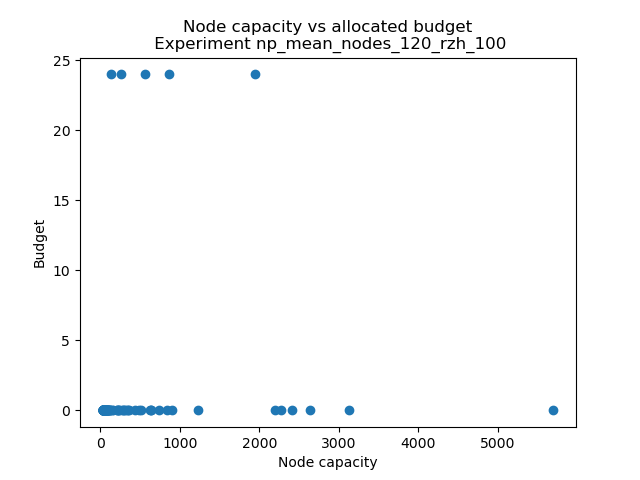 Node capacity vs allocated budget
Experiment np_mean_nodes_120_rzh_100
25
20
15
10
5
0
Budget
0 1000 2000 3000 4000 5000
Node capacity